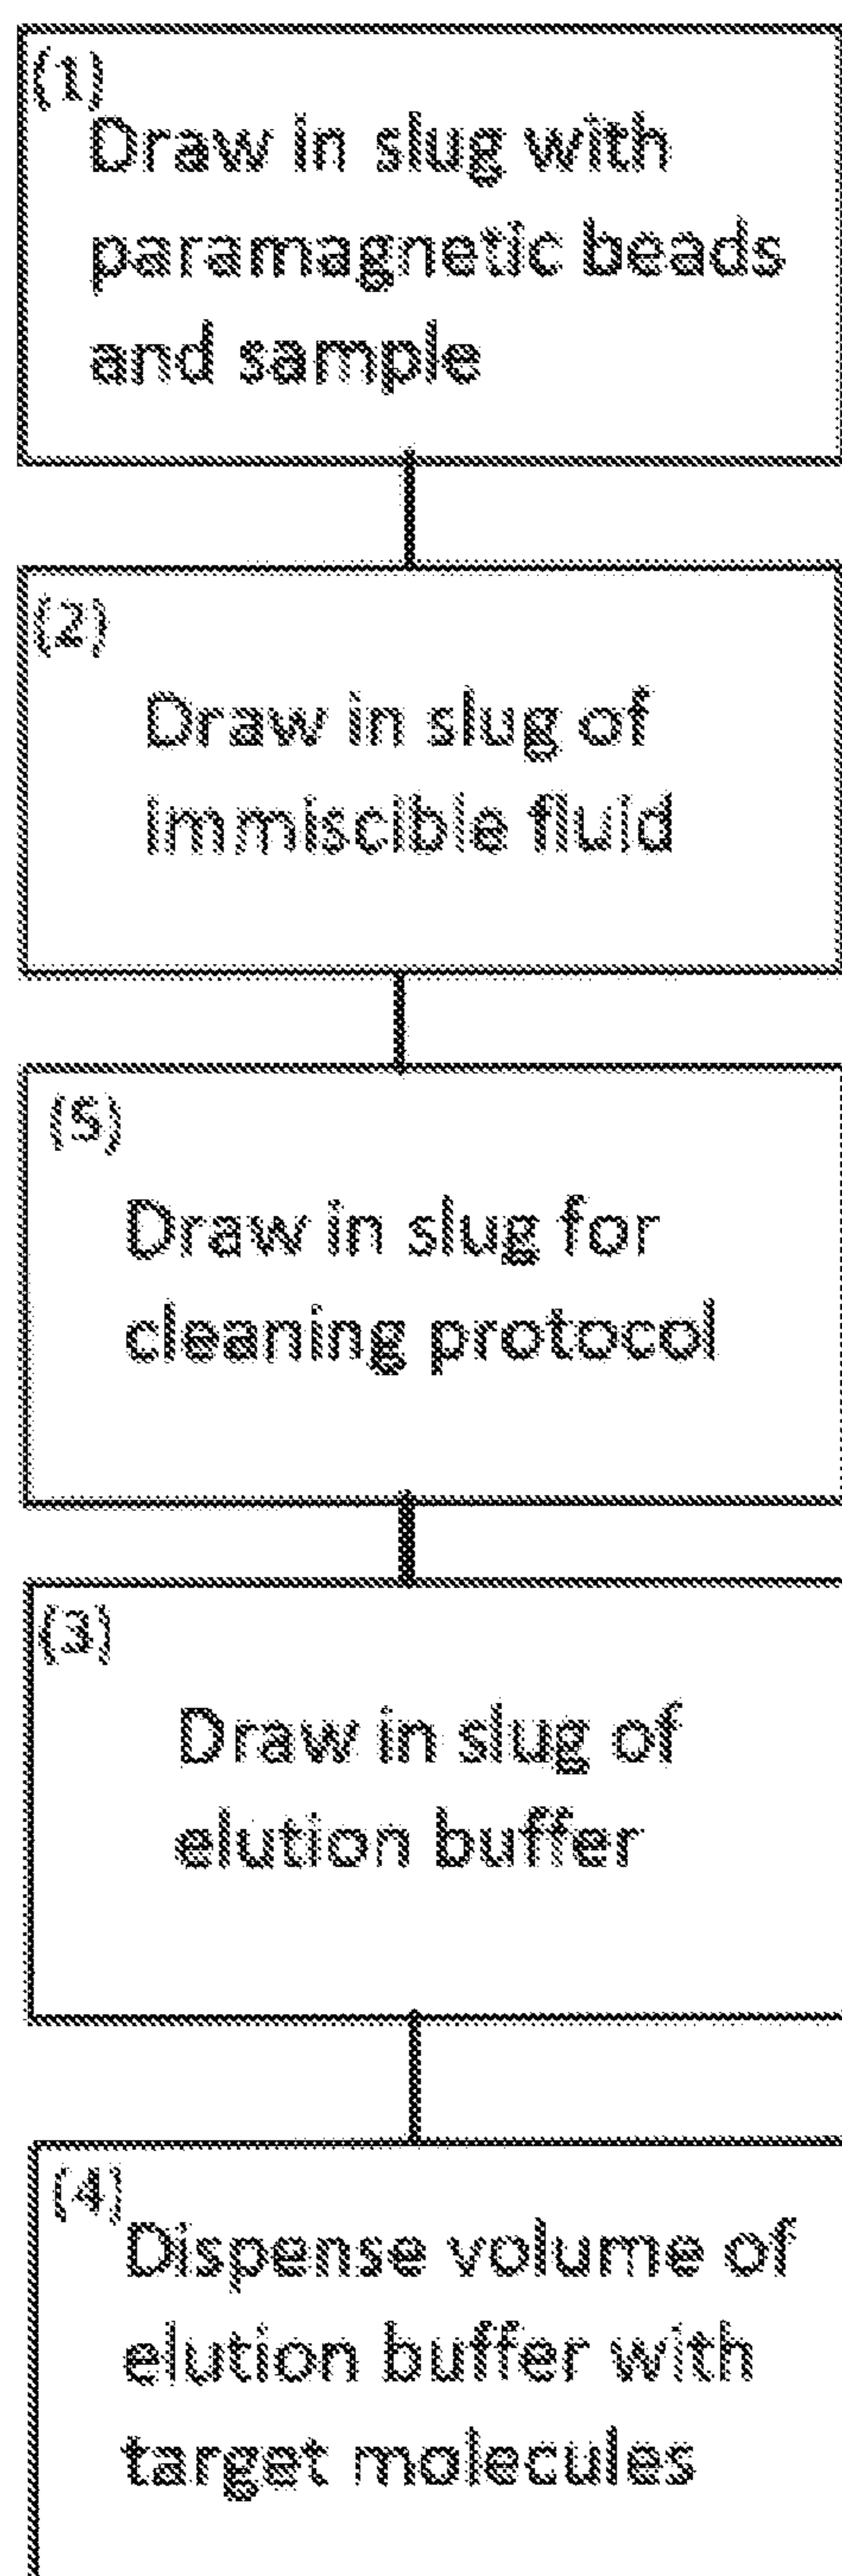 (1)
Draw in slug with
paramagnetic beads
and sample
(2)
Draw in slug of
immiscible fluid
(5)
Draw in slug for
cleaning protocol
(3)
Draw in slug of
elution buffer
(4)
Dispense volume of
elution buffer with
target molecules